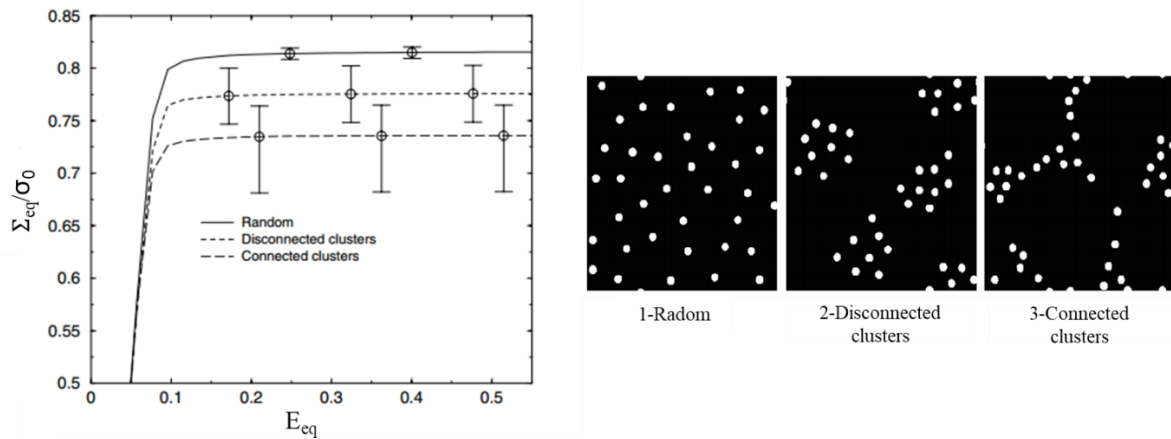 0.85
0.8
0.75
0.7
0.65
0.6
0.55
0.5
Σeq/σ0
Random
Disconnected clusters
Connected clusters
0
0.1
0.2
0.3
0.4
0.5
Eeq
1-Radom
2-Disconnected
clusters
3-Connected
clusters